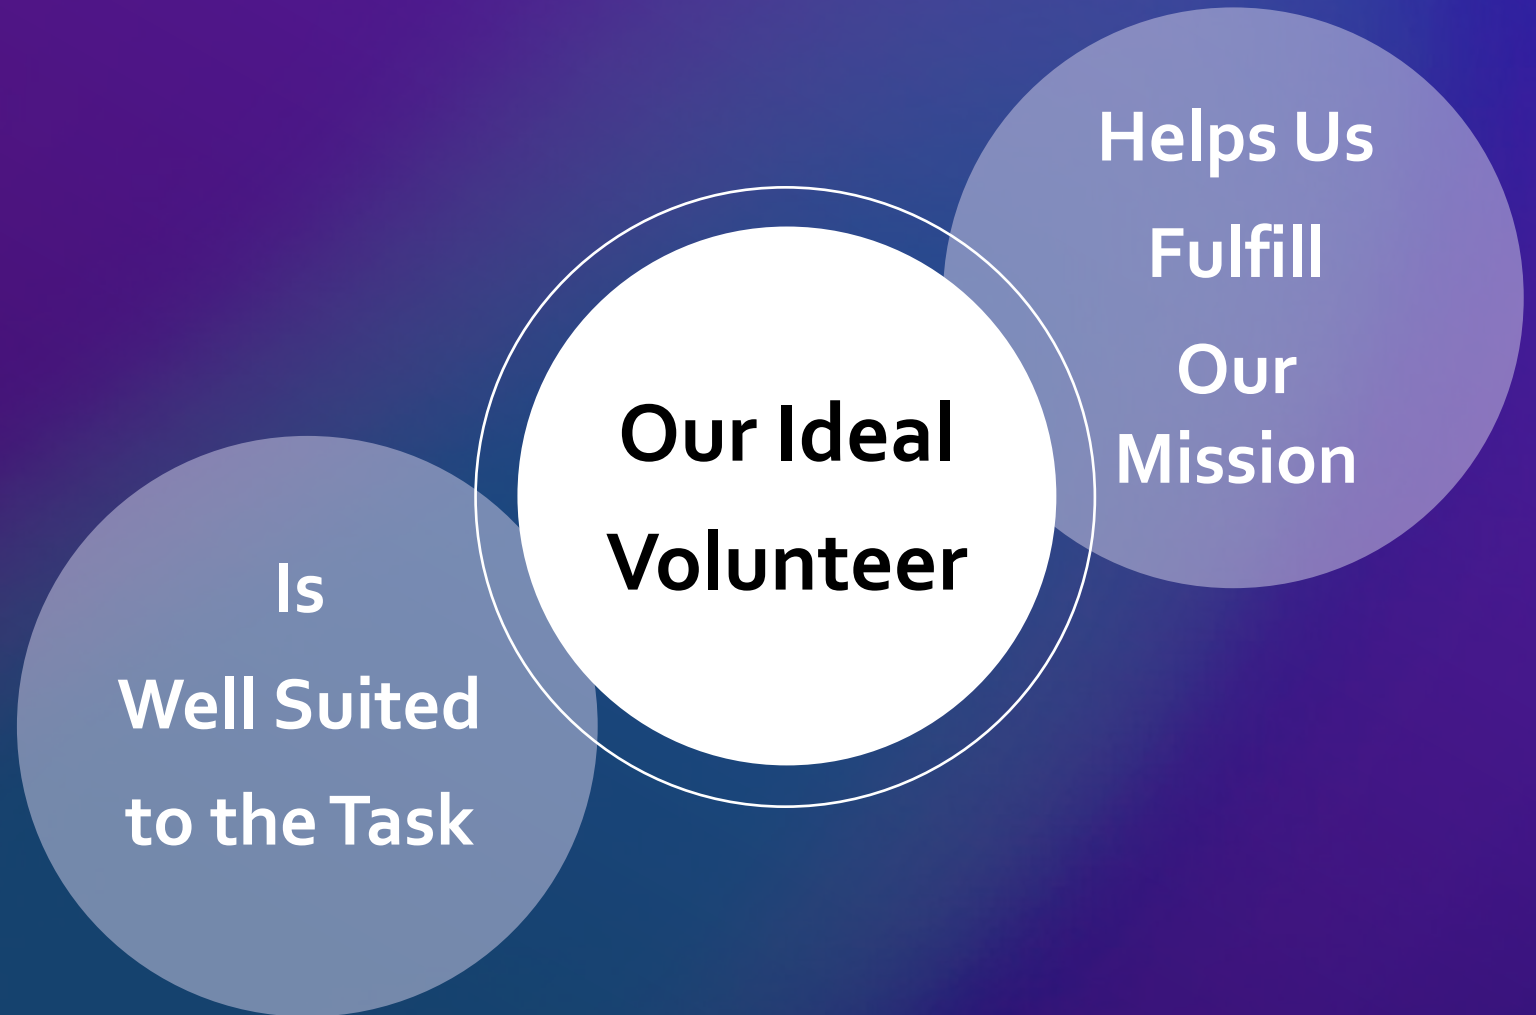 Our Ideal
Volunteer
Is
Well Suited
to the Task
Helps Us
Fulfill
Our
Mission